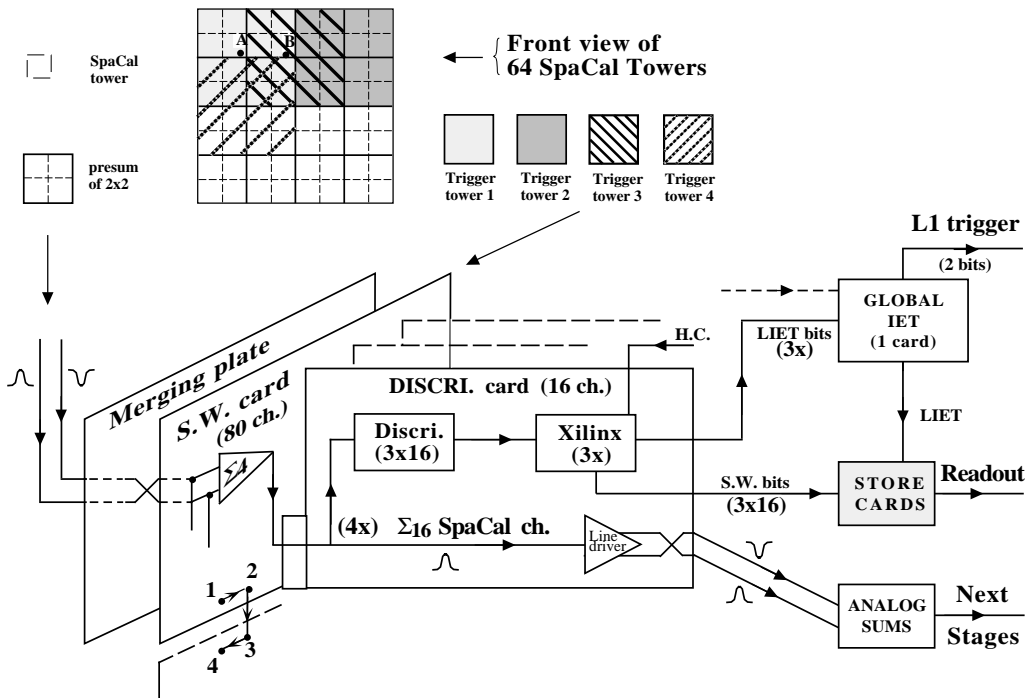 A
B
SpaCal
tower
Front view of
64 SpaCal Towers
presum
of 2x2
Trigger
tower 1
Trigger
tower 2
Trigger
tower 3
Trigger
tower 4
L1 trigger
(2 bits)
GLOBAL
IET
(1 card)
LIET bits
(3x)
H.C.
Merging plate
S.W. card
(80 ch.)
DISCRI. card (16 ch.)
Discri.
(3x16)
Xilinx
(3x)
LIET
Σ4
S.W. bits
(3x16)
STORE
CARDS
Readout
(4x) Σ16 SpaCal ch.
Line
driver
1
2
3
4
ANALOG
SUMS
Next
Stages